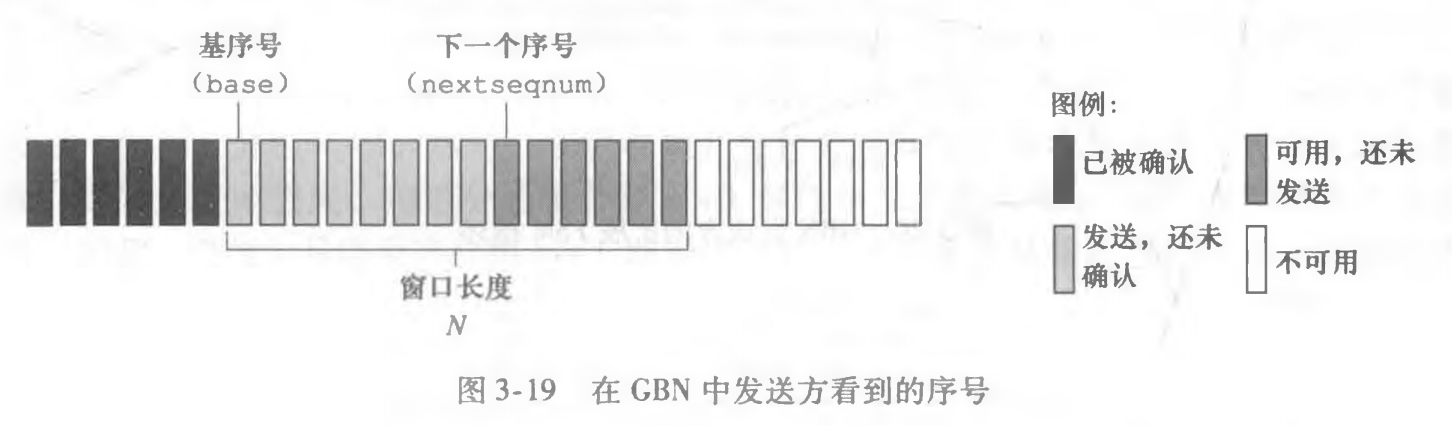 基序号
(base)
下一个序号
(nextseqnum)
图例:
已被确认
可用，还未
发送
发送，还未
确认
不可用
窗口长度
N
图 3-19 在 GBN 中发送方看到的序号